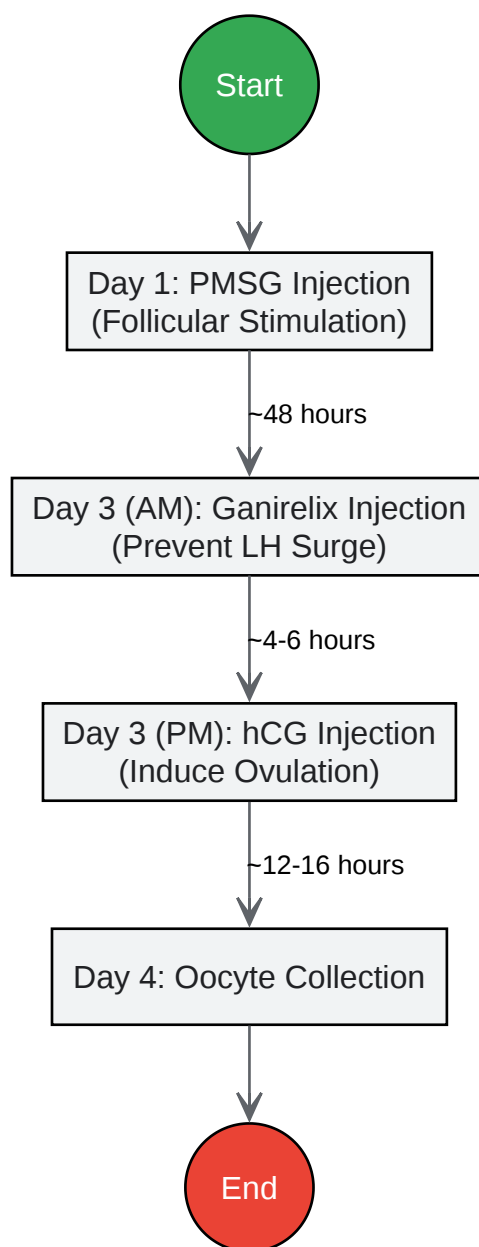 Start
Day 1: PMSG Injection
(Follicular Stimulation)
~48 hours
Day 3 (AM): Ganirelix Injection
(Prevent LH Surge)
~4-6 hours
Day 3 (PM): hCG Injection
(Induce Ovulation)
~12-16 hours
Day 4: Oocyte Collection
End